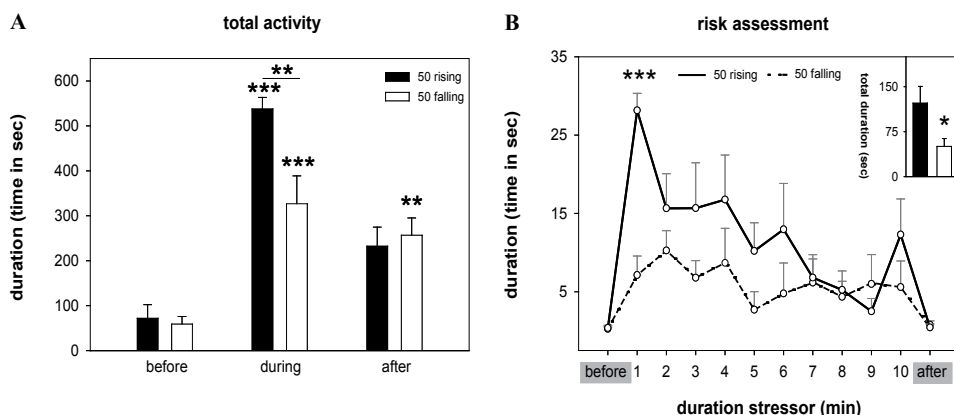 A
total activity
duration (time in sec)
600
500
400
300
200
100
0
50 rising
50 falling
**
***
***
**
before
during
after
B
risk assessment
duration (time in sec)
35
25
15
5
***
50 rising
50 falling
total duration (sec)
150
75
0
*
before 1 2 3 4 5 6 7 8 9 10 after
duration stressor (min)